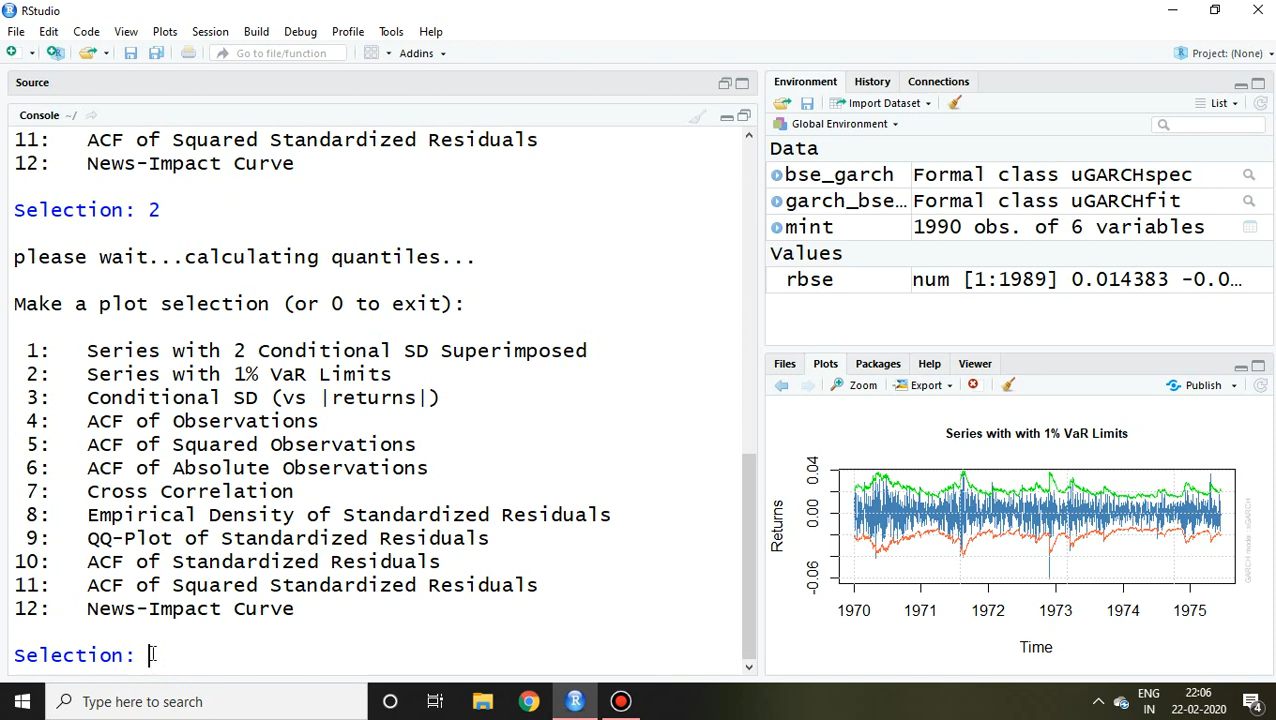 RStudio
File Edit Code View Plots Session Build Debug Profile Tools Help
Go to file/function Addins Project: (None)
Source
Console ~/
11: ACF of Squared Standardized Residuals
12: News-Impact Curve
Selection: 2
please wait...calculating quantiles...
Make a plot selection (or 0 to exit):
1: Series with 2 Conditional SD Superimposed
2: Series with 1% VaR Limits
3: Conditional SD (vs |returns|)
4: ACF of Observations
5: ACF of Squared Observations
6: ACF of Absolute Observations
7: Cross Correlation
8: Empirical Density of Standardized Residuals
9: QQ-Plot of Standardized Residuals
10: ACF of Standardized Residuals
11: ACF of Squared Standardized Residuals
12: News-Impact Curve
Selection:
Environment History Connections
Import Dataset List
Global Environment
Data
bse_garch Formal class uGARCHspec
garch_bse... Formal class uGARCHfit
mint 1990 obs. of 6 variables
Values
rbse num [1:1989] 0.014383 -0.0...
Files Plots Packages Help Viewer
Zoom Export Publish
Series with with 1% VaR Limits
Returns
0.04
0.00
-0.06
1970 1971 1972 1973 1974 1975
Time
Type here to search
ENG
IN
22:06
22-02-2020
4